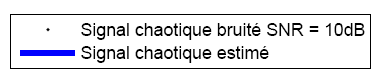 Signal chaotique bruité SNR = 10dB
Signal chaotique estimé